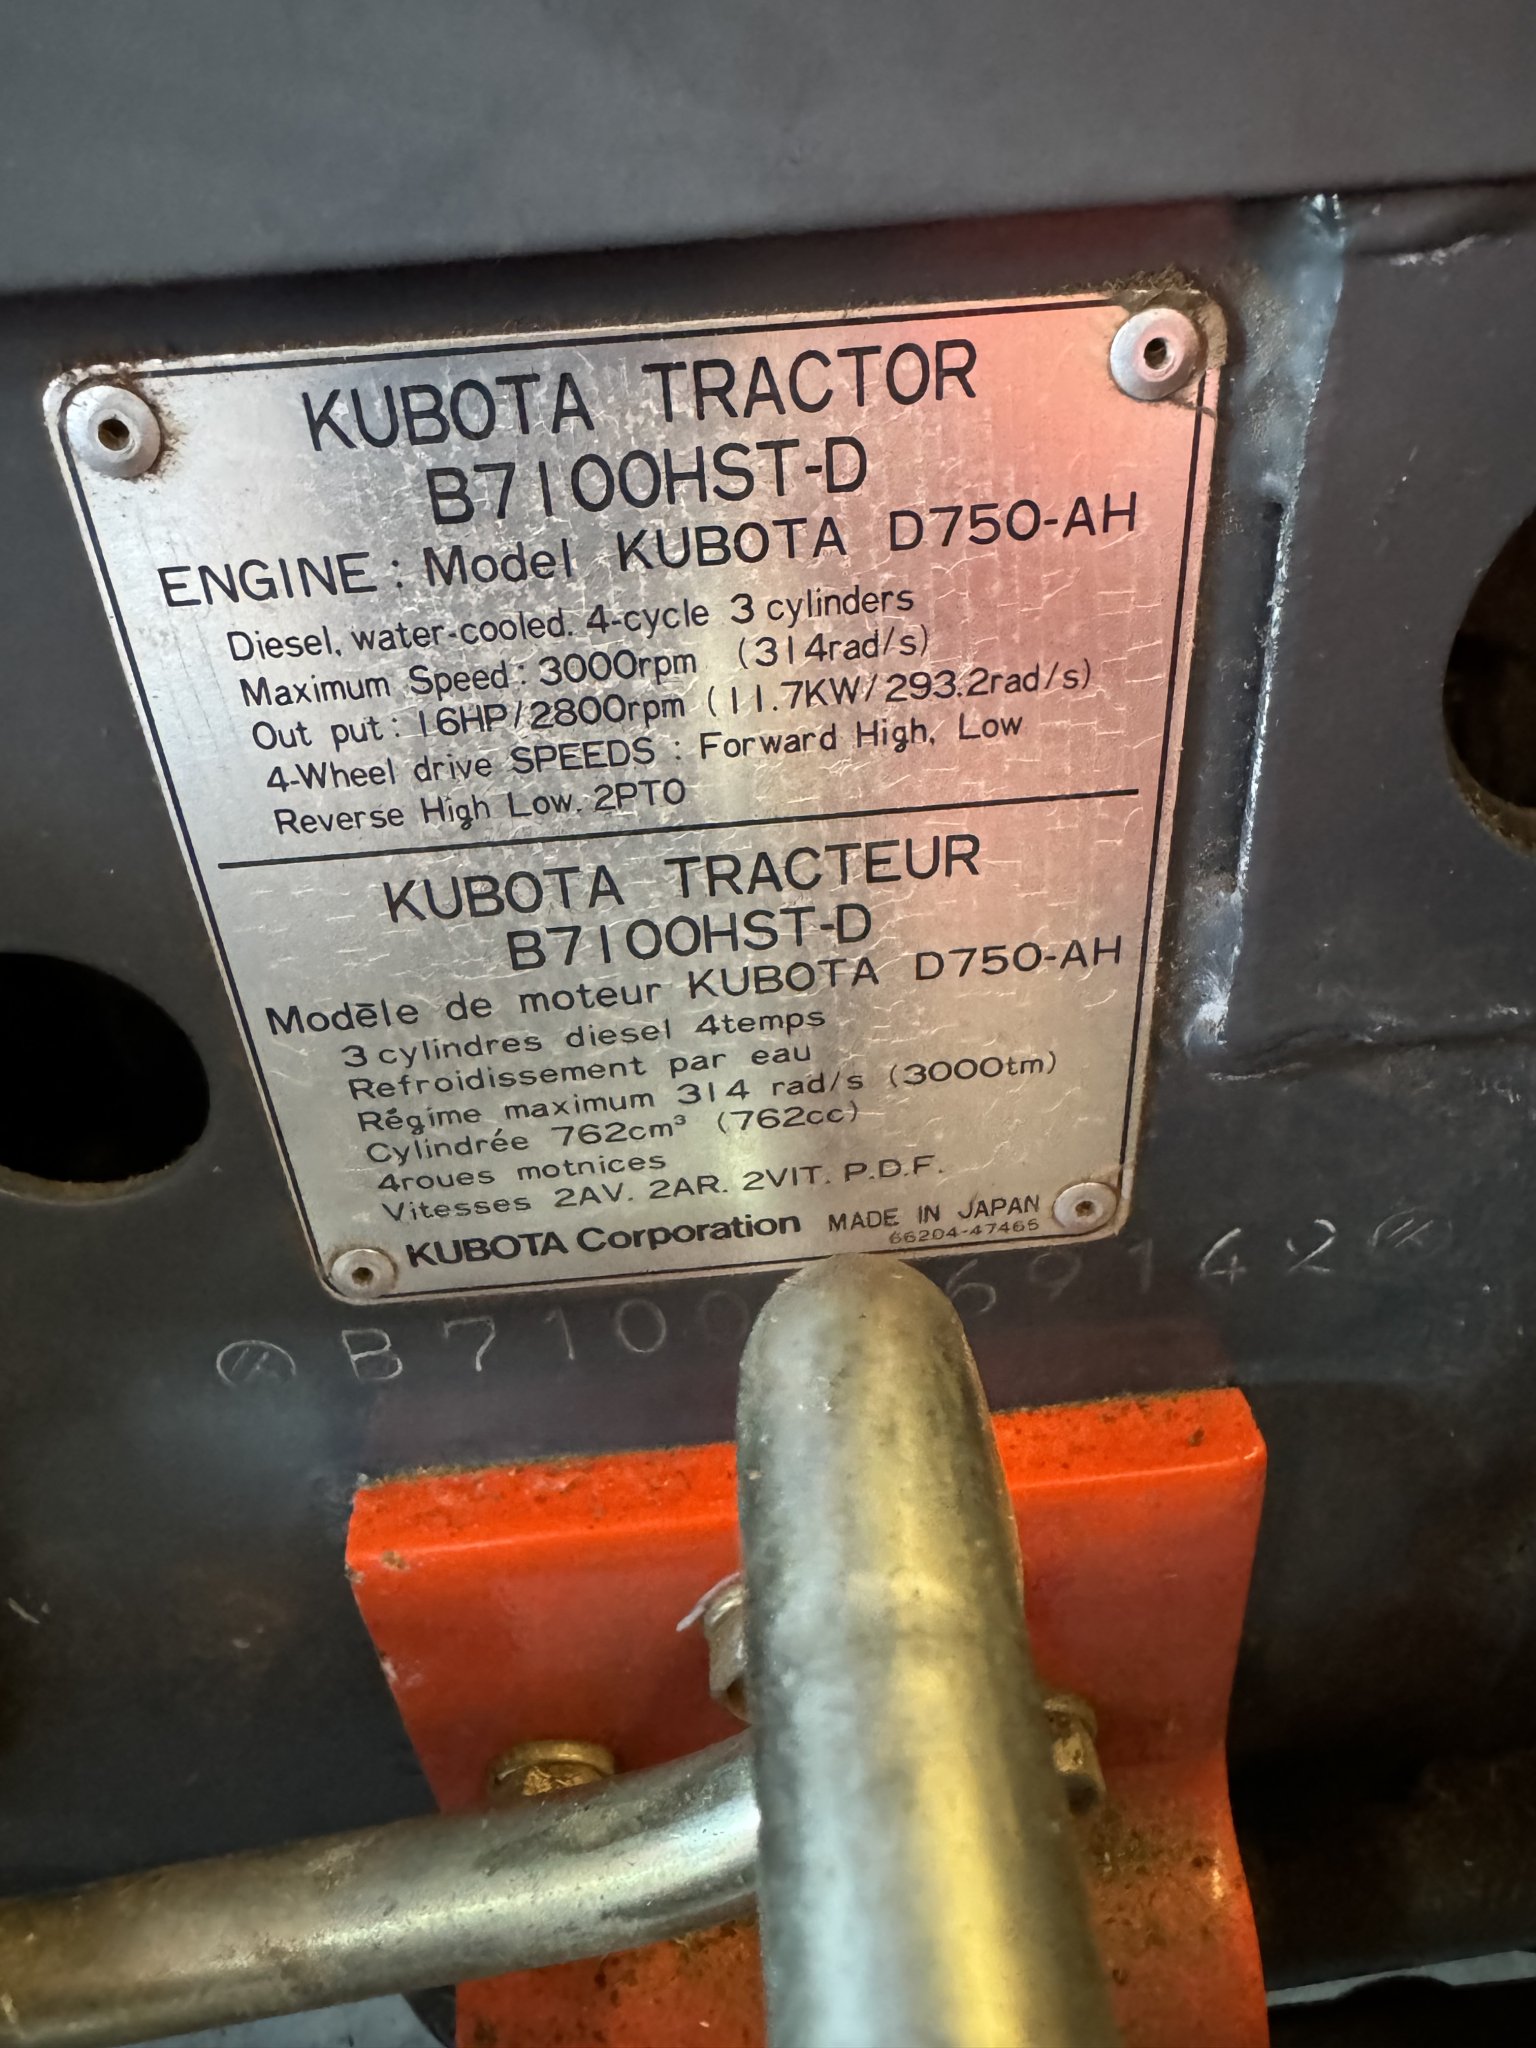 KUBOTA TRACTOR
B7100HST-D
ENGINE : Model KUBOTA D750-AH
Diesel, water-cooled. 4-cycle 3 cylinders
Maximum Speed : 3000rpm (314rad/s)
Out put : 16HP/2800rpm (11.7KW/293.2rad/s)
4-Wheel drive SPEEDS : Forward High, Low
Reverse High Low. 2PTO
KUBOTA TRACTEUR
B7100HST-D
Modēle de moteur KUBOTA D750-AH
3 cylindres diesel 4temps
Refroidissement par eau
Régime maximum 314 rad/s (3000tm)
Cylindrée 762cm³ (762cc)
4roues motnices
Vitesses 2AV. 2AR. 2VIT. P.D.F.
KUBOTA Corporation MADE IN JAPAN
66204-47465
B7100 69142